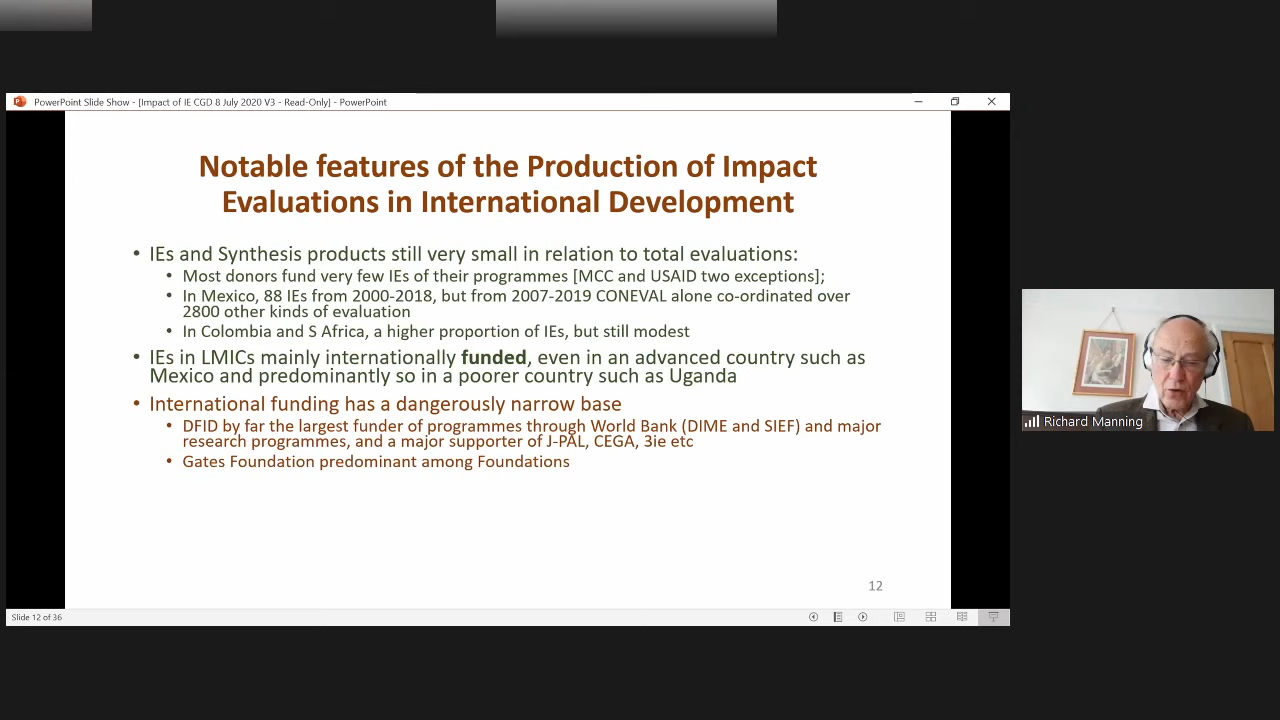 PowerPoint Slide Show - [Impact of IE CGD 8 July 2020 V3 - Read-Only] - PowerPoint
Notable features of the Production of Impact
Evaluations in International Development
• IEs and Synthesis products still very small in relation to total evaluations:
• Most donors fund very few IEs of their programmes [MCC and USAID two exceptions];
• In Mexico, 88 IEs from 2000-2018, but from 2007-2019 CONEVAL alone co-ordinated over
2800 other kinds of evaluation
• In Colombia and S Africa, a higher proportion of IEs, but still modest
• IEs in LMICs mainly internationally funded, even in an advanced country such as
Mexico and predominantly so in a poorer country such as Uganda
• International funding has a dangerously narrow base
• DFID by far the largest funder of programmes through World Bank (DIME and SIEF) and major
research programmes, and a major supporter of J-PAL, CEGA, 3ie etc
• Gates Foundation predominant among Foundations
12
Slide 12 of 36
Richard Manning